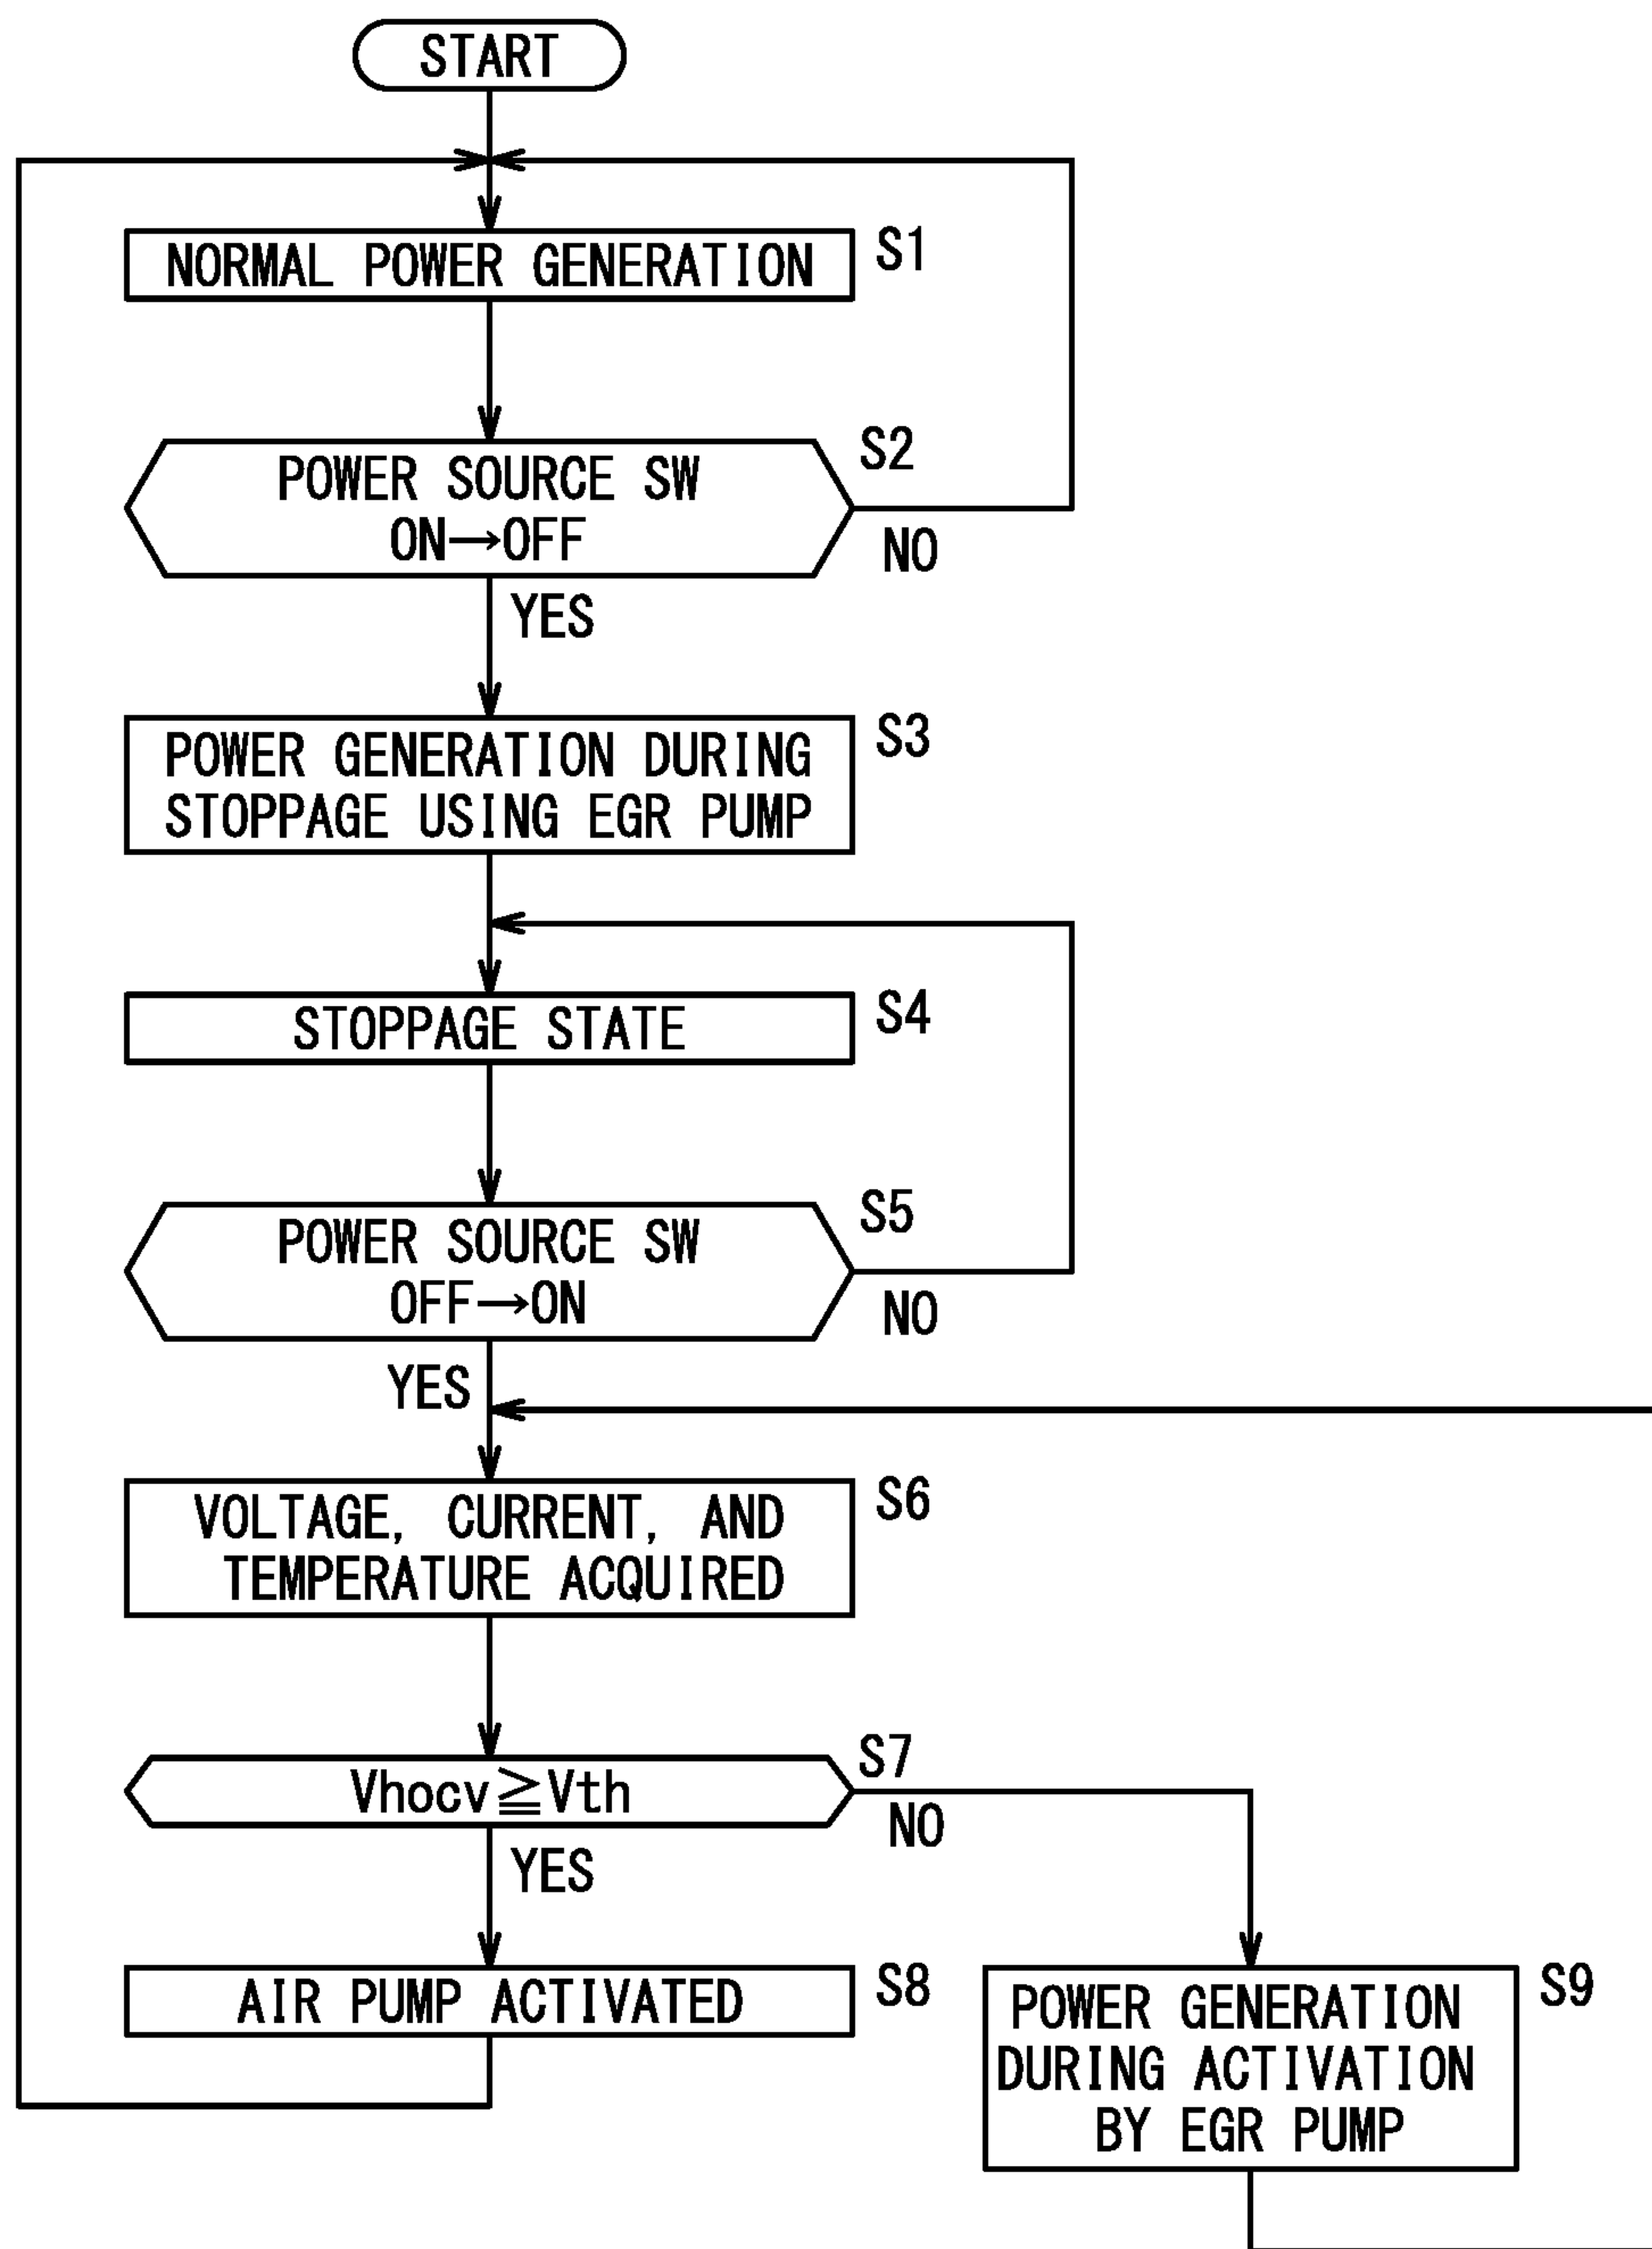 START
NORMAL POWER GENERATION
S1
POWER SOURCE SW
ON→OFF
S2
NO
YES
POWER GENERATION DURING
STOPPAGE USING EGR PUMP
S3
STOPPAGE STATE
S4
POWER SOURCE SW
OFF→ON
S5
NO
YES
VOLTAGE, CURRENT, AND
TEMPERATURE ACQUIRED
S6
Vhocv≧Vth
S7
NO
YES
AIR PUMP ACTIVATED
S8
POWER GENERATION
DURING ACTIVATION
BY EGR PUMP
S9